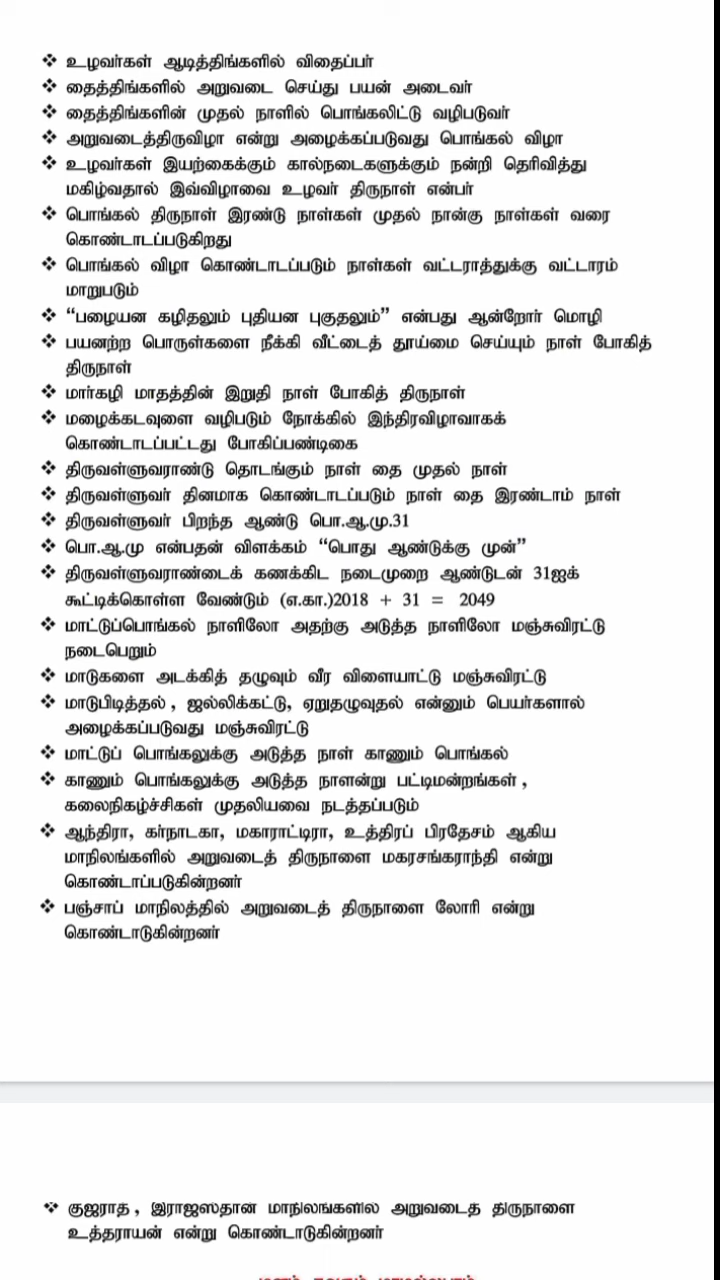 ❖ உழவர்கள் ஆடித்திங்களில் விதைப்பர்
❖ தைத்திங்களில் அறுவடை செய்து பயன் அடைவர்
❖ தைத்திங்களின் முதல் நாளில் பொங்கலிட்டு வழிபடுவர்
❖ அறுவடைத்திருவிழா என்று அழைக்கப்படுவது பொங்கல் விழா
❖ உழவர்கள் இயற்கைக்கும் கால்நடைகளுக்கும் நன்றி தெரிவித்து
மகிழ்வதால் இவ்விழாவை உழவர் திருநாள் என்பர்
❖ பொங்கல் திருநாள் இரண்டு நாள்கள் முதல் நான்கு நாள்கள் வரை
கொண்டாடப்படுகிறது
❖ பொங்கல் விழா கொண்டாடப்படும் நாள்கள் வட்டராத்துக்கு வட்டாரம்
மாறுபடும்
❖ “பழையன கழிதலும் புதியன புகுதலும்” என்பது ஆன்றோர் மொழி
❖ பயனற்ற பொருள்களை நீக்கி வீட்டைத் தூய்மை செய்யும் நாள் போகித்
திருநாள்
❖ மார்கழி மாதத்தின் இறுதி நாள் போகித் திருநாள்
❖ மழைக்கடவுளை வழிபடும் நோக்கில் இந்திரவிழாவாகக்
கொண்டாடப்பட்டது போகிப்பண்டிகை
❖ திருவள்ளுவராண்டு தொடங்கும் நாள் தை முதல் நாள்
❖ திருவள்ளுவர் தினமாக கொண்டாடப்படும் நாள் தை இரண்டாம் நாள்
❖ திருவள்ளுவர் பிறந்த ஆண்டு பொ.ஆ.மு.31
❖ பொ.ஆ.மு என்பதன் விளக்கம் “பொது ஆண்டுக்கு முன்”
❖ திருவள்ளுவராண்டைக் கணக்கிட நடைமுறை ஆண்டுடன் 31ஐக்
கூட்டிக்கொள்ள வேண்டும் (எ.கா.)2018 + 31 = 2049
❖ மாட்டுப்பொங்கல் நாளிலோ அதற்கு அடுத்த நாளிலோ மஞ்சுவிரட்டு
நடைபெறும்
❖ மாடுகளை அடக்கித் தழுவும் வீர விளையாட்டு மஞ்சுவிரட்டு
❖ மாடுபிடித்தல் , ஜல்லிக்கட்டு, ஏறுதழுவுதல் என்னும் பெயர்களால்
அழைக்கப்படுவது மஞ்சுவிரட்டு
❖ மாட்டுப் பொங்கலுக்கு அடுத்த நாள் காணும் பொங்கல்
❖ காணும் பொங்கலுக்கு அடுத்த நாளன்று பட்டிமன்றங்கள் ,
கலைநிகழ்ச்சிகள் முதலியவை நடத்தப்படும்
❖ ஆந்திரா, கர்நாடகா, மகாராட்டிரா, உத்திரப் பிரதேசம் ஆகிய
மாநிலங்களில் அறுவடைத் திருநாளை மகரசங்கராந்தி என்று
கொண்டாப்படுகின்றனர்
❖ பஞ்சாப் மாநிலத்தில் அறுவடைத் திருநாளை லோரி என்று
கொண்டாடுகின்றனர்
❖ குஜராத் , இராஜஸ்தான் மாநிலங்களில் அறுவடைத் திருநாளை
உத்தராயன் என்று கொண்டாடுகின்றனர்